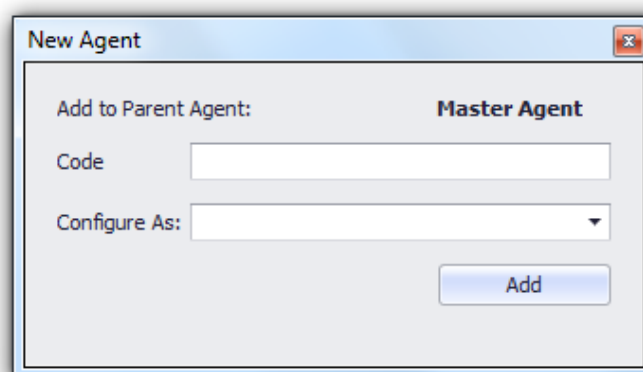 New Agent
Add to Parent Agent: Master Agent
Code
Configure As:
Add